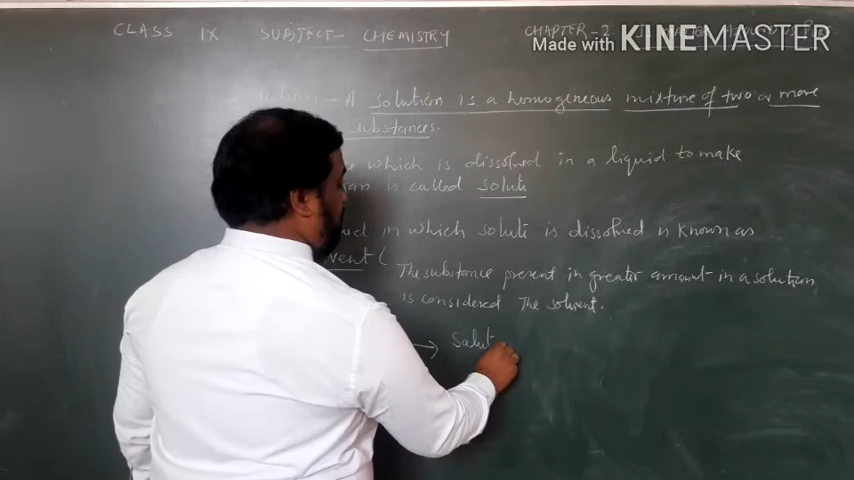 CLASS IX SUBJECT- CHEMISTRY CHAPTER-2
Made with KINEMASTER
- A solution is a homogeneous mixture of two or more
Substances.
which is dissolved in a liquid to make
is called solute
in which solute is dissolved is known as
vent (
The substance present in greater amount in a solution
is considered The solvent.
→ Solut